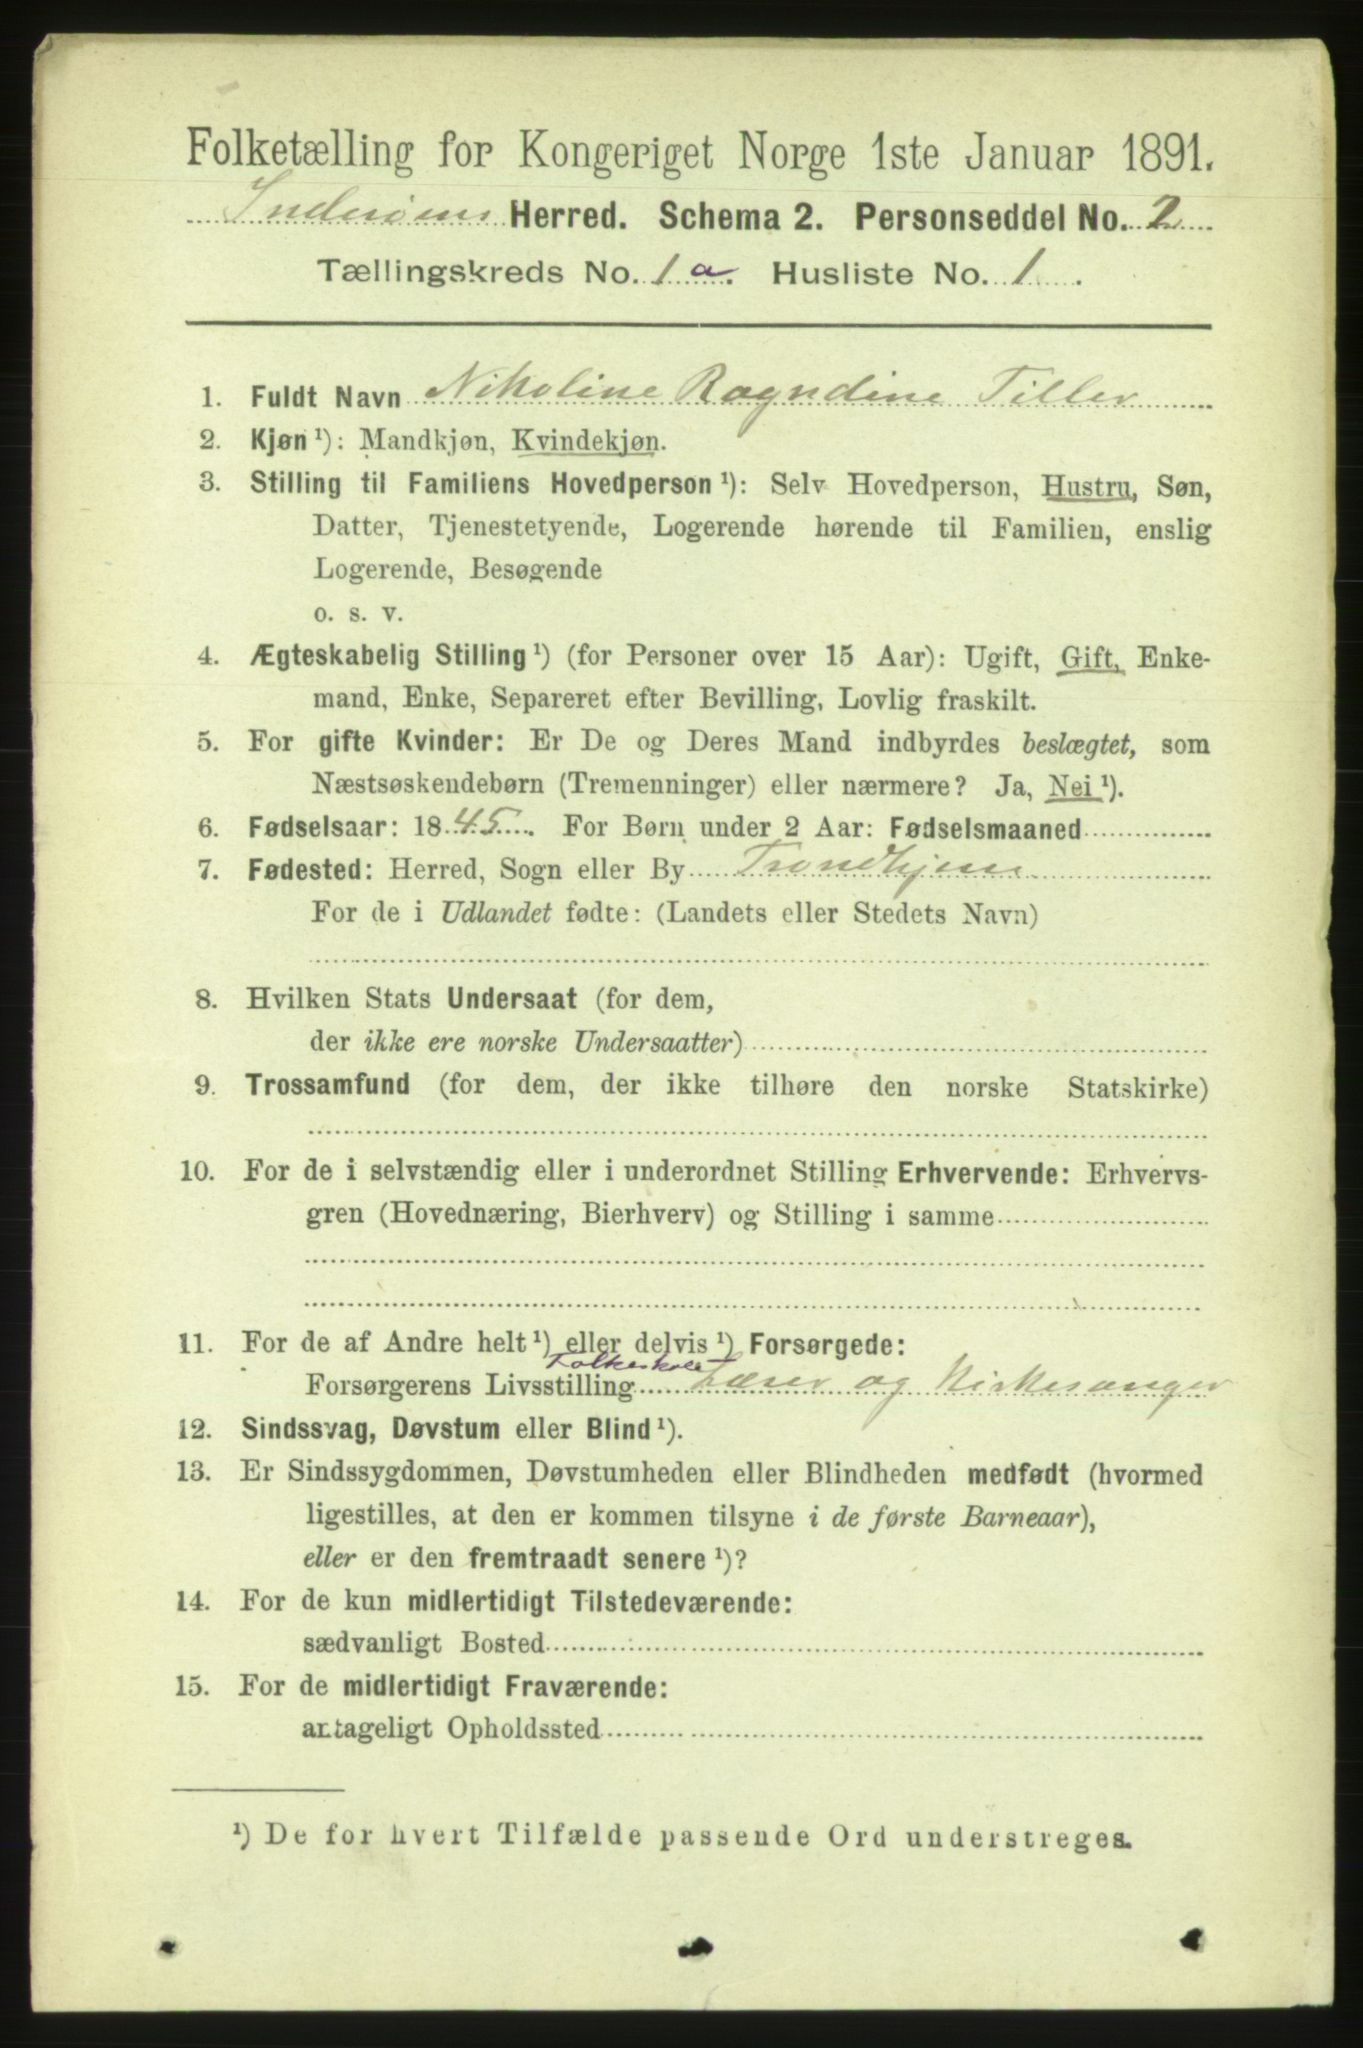 Folketælling for Kongeriget Norge 1ste Januar 1891.
Inderøens Herred. Schema 2. Personseddel No. 2
Tællingskreds No. 1a. Husliste No. 1.
1. Fuldt Navn Nikoline Ragndine Tiller
2. Kjøn ¹): Mandkjøn, Kvindekjøn.
3. Stilling til Familiens Hovedperson ¹): Selv Hovedperson, Hustru, Søn,
Datter, Tjenestetyende, Logerende hørende til Familien, enslig
Logerende, Besøgende
o. s. v.
4. Ægteskabelig Stilling ¹) (for Personer over 15 Aar): Ugift, Gift, Enke-
mand, Enke, Separeret efter Bevilling, Lovlig fraskilt.
5. For gifte Kvinder: Er De og Deres Mand indbyrdes beslægtet, som
Næstsøskendebørn (Tremenninger) eller nærmere? Ja, Nei ¹).
6. Fødselsaar: 1845. For Børn under 2 Aar: Fødselsmaaned
7. Fødested: Herred, Sogn eller By Trondhjem
For de i Udlandet fødte: (Landets eller Stedets Navn)
8. Hvilken Stats Undersaat (for dem,
der ikke ere norske Undersaatter)
9. Trossamfund (for dem, der ikke tilhøre den norske Statskirke)
10. For de i selvstændig eller i underordnet Stilling Erhvervende: Erhvervs-
gren (Hovednæring, Bierhverv) og Stilling i samme
11. For de af Andre helt ¹) eller delvis ¹) Forsørgede:
Folkeskole-
Forsørgerens Livsstilling Lærer og Kirkesanger
12. Sindssvag, Døvstum eller Blind ¹).
13. Er Sindssygdommen, Døvstumheden eller Blindheden medfødt (hvormed
ligestilles, at den er kommen tilsyne i de første Barneaar),
eller er den fremtraadt senere ¹)?
14. For de kun midlertidigt Tilstedeværende:
sædvanligt Bosted
15. For de midlertidigt Fraværende:
antageligt Opholdssted
¹) De for hvert Tilfælde passende Ord understreges.